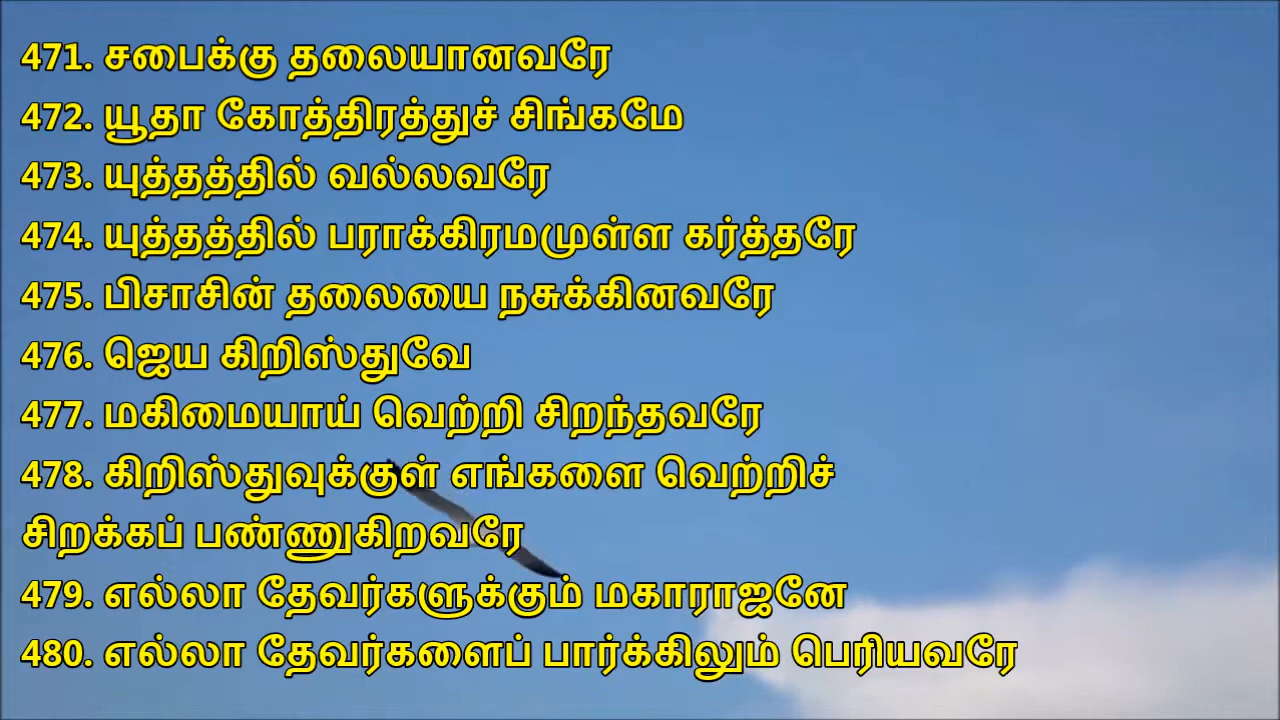 471. சபைக்கு தலையானவரே
472. யூதா கோத்திரத்துச் சிங்கமே
473. யுத்தத்தில் வல்லவரே
474. யுத்தத்தில் பராக்கிரமமுள்ள கர்த்தரே
475. பிசாசின் தலையை நசுக்கினவரே
476. ஜெய கிறிஸ்துவே
477. மகிமையாய் வெற்றி சிறந்தவரே
478. கிறிஸ்துவுக்குள் எங்களை வெற்றிச்
சிறக்கப் பண்ணுகிறவரே
479. எல்லா தேவர்களுக்கும் மகாராஜனே
480. எல்லா தேவர்களைப் பார்க்கிலும் பெரியவரே